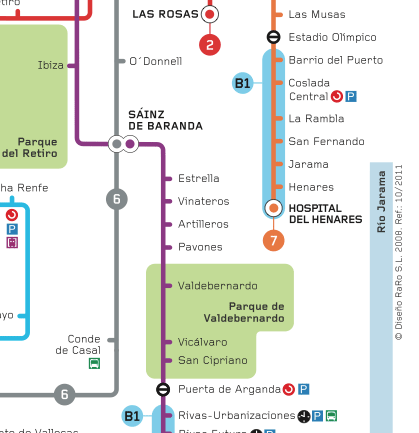 tiro
LAS ROSAS
2
Las Musas
Estadio Olímpico
Ibiza
O´Donnell
Barrio del Puerto
B1
Coslada
Central
P
La Rambla
San Fernando
Jarama
Henares
HOSPITAL
DEL HENARES
7
SÁINZ
DE BARANDA
Parque
del Retiro
ha Renfe
P
6
Estrella
Vinateros
Artilleros
Pavones
Valdebernardo
Parque de
Valdebernardo
Vicálvaro
San Cipriano
yo
Conde
de Casal
6
Puerta de Arganda
P
B1
Rivas-Urbanizaciones
P
Rivas Futura
P
nte de Vallecas
Río Jarama
© Diseño RaRo S.L. 2008. Ref.: 10/2011